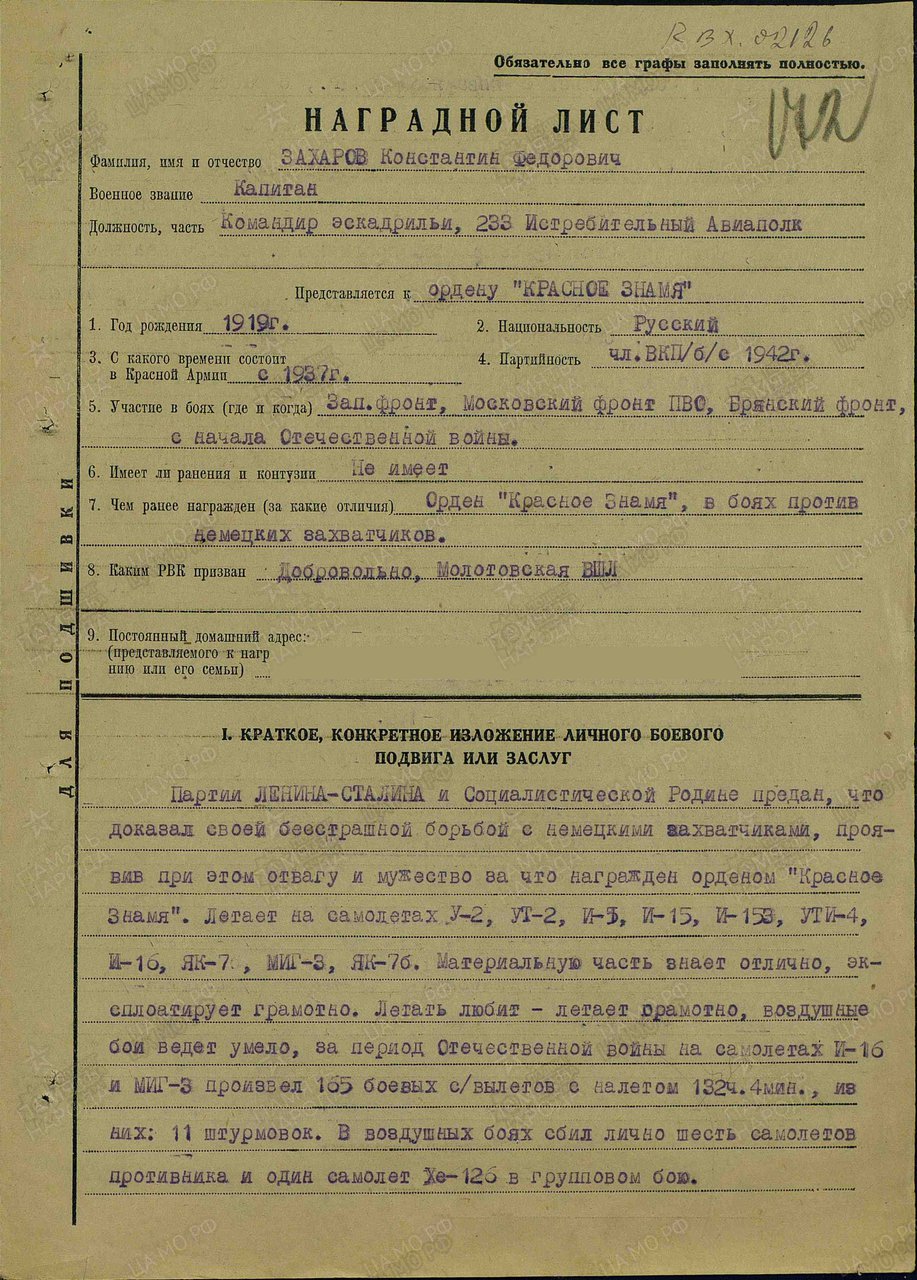 Обязательно все графы заполнять полностью.
172
НАГРАДНОЙ ЛИСТ
Фамилия, имя и отчество ЗАХАРОВ Константин Федорович
Военное звание Капитан
Должность, часть Командир эскадрильи, 233 Истребительный Авиаполк
Представляется к ордену "КРАСНОЕ ЗНАМЯ"
1. Год рождения 1919г. 2. Национальность Русский
3. С какого времени состоит
в Красной Армии с 1937г. 4. Партийность чл.ВКП/б/с 1942г.
5. Участие в боях (где и когда) Зап.фронт, Московский фронт ПВО, Брянский фронт,
с начала Отечественной войны.
6. Имеет ли ранения и контузии Не имеет
7. Чем ранее награжден (за какие отличия) Орден "Красное Знамя", в боях против
немецких захватчиков.
8. Каким РВК призван Добровольно, Молотовская ВШЛ
9. Постоянный домашний адрес:
(представляемого к нагр
нию или его семьи)
ДЛЯ ПОДШИВКИ
I. КРАТКОЕ, КОНКРЕТНОЕ ИЗЛОЖЕНИЕ ЛИЧНОГО БОЕВОГО
ПОДВИГА ИЛИ ЗАСЛУГ
Партии ЛЕНИНА-СТАЛИНА и Социалистической Родине предан, что
доказал своей беестрашной борьбой с немецкими захватчиками, проя-
вив при этом отвагу и мужество за что награжден орденом "Красное
Знамя". Летает на самолетах У-2, УТ-2, И-5, И-15, И-153, УТИ-4,
И-16, ЯК-7, МИГ-3, ЯК-7б. Материальную часть знает отлично, эк-
сплоатирует грамотно. Летать любит - летает грамотно, воздушные
бои ведет умело, за период Отечественной войны на самолетах И-16
и МИГ-3 произвел 165 боевых с/вылетов с налетом 132ч.4мин., из
них: 11 штурмовок. В воздушных боях сбил лично шесть самолетов
противника и один самолет Хе-126 в групповом бою.